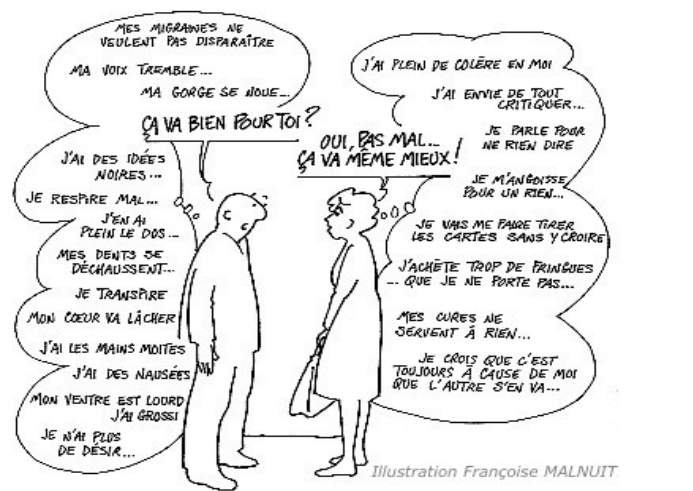 MES MIGRAINES NE
VEULENT PAS DISPARAÎTRE
MA VOIX TREMBLE...
MA GORGE SE NOUE...
ÇA VA BIEN POUR TOI ?
J'AI DES IDÉES
NOIRES...
JE RESPIRE MAL...
J'EN AI
PLEIN LE DOS...
MES DENTS SE
DÉCHAUSSENT...
JE TRANSPIRE
MON CŒUR VA LÂCHER
J'AI LES MAINS MOITES
J'AI DES NAUSÉES
MON VENTRE EST LOURD
J'AI GROSSI
JE N'AI PLUS
DE DÉSIR...
J'AI PLEIN DE COLÈRE EN MOI
J'AI ENVIE DE TOUT
CRITIQUER...
JE PARLE POUR
NE RIEN DIRE
OUI, PAS MAL...
ÇA VA MÊME MIEUX !
JE M'ANGOISSE
POUR UN RIEN...
JE VAIS ME FAIRE TIRER
LES CARTES SANS Y CROIRE
J'ACHÈTE TROP DE FRINGUES
... QUE JE NE PORTE PAS...
MES CURES NE
SERVENT À RIEN...
JE CROIS QUE C'EST
TOUJOURS À CAUSE DE MOI
QUE L'AUTRE S'EN VA...
Illustration Françoise MALNUIT